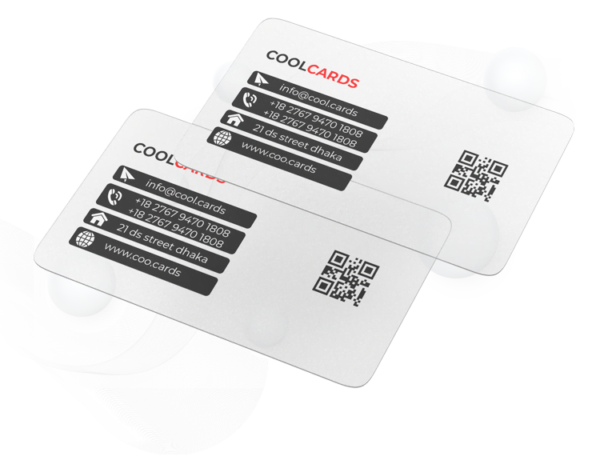 COOLCARDS
info@cool.cards
+18 2767 9470 1808
+18 2767 9470 1808
21 ds street dhaka
www.coo.cards
COOLCARDS
info@cool.cards
+18 2767 9470 1808
+18 2767 9470 1808
21 ds street dhaka
www.coo.cards